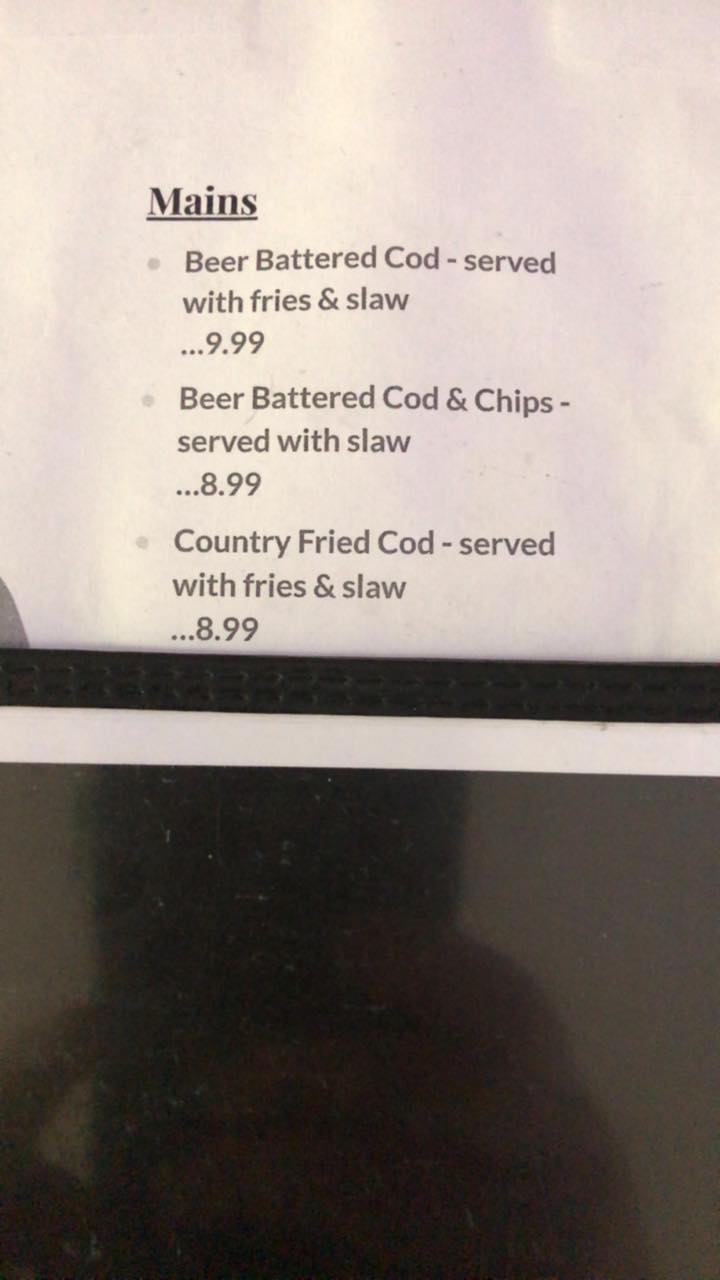 Mains
Beer Battered Cod - served
with fries & slaw
...9.99
Beer Battered Cod & Chips -
served with slaw
...8.99
Country Fried Cod - served
with fries & slaw
...8.99